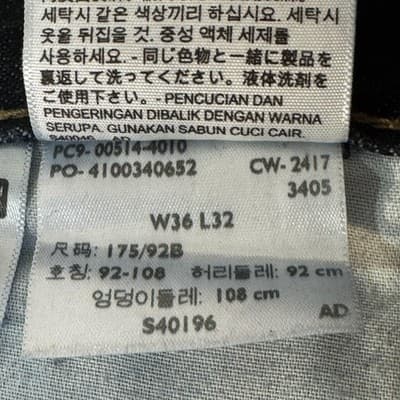 세탁시 같은 색상끼리 하십시요. 세탁시
옷을 뒤집을 것. 중성 액체 세제를
사용하세요. - 同じ色物と一緒に製品を
裏返して洗ってください。液体洗剤を
ご使用下さい。- PENCUCIAN DAN
PENGERINGAN DIBALIK DENGAN WARNA
SERUPA. GUNAKAN SABUN CUCI CAIR.
PC9- 00514-4010
PO- 4100340652 CW- 2417
3405
W36 L32
尺码: 175/92B
호칭: 92-108 허리둘레: 92 cm
엉덩이둘레: 108 cm
S40196 AD